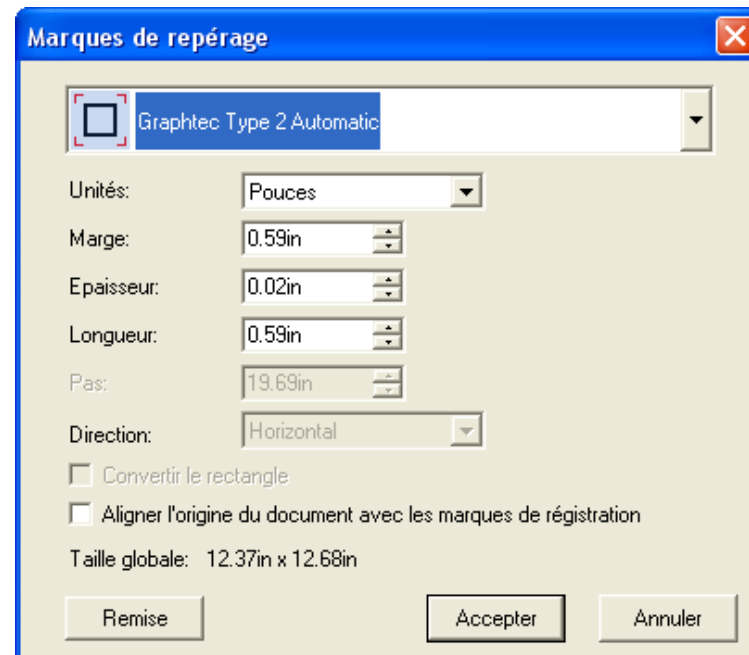 Marques de repérage
Graphtec Type 2 Automatic
Unités: Pouces
Marge: 0.59in
Epaisseur: 0.02in
Longueur: 0.59in
Pas: 19.69in
Direction: Horizontal
Convertir le rectangle
Aligner l'origine du document avec les marques de régistration
Taille globale: 12.37in x 12.68in
Remise Accepter Annuler